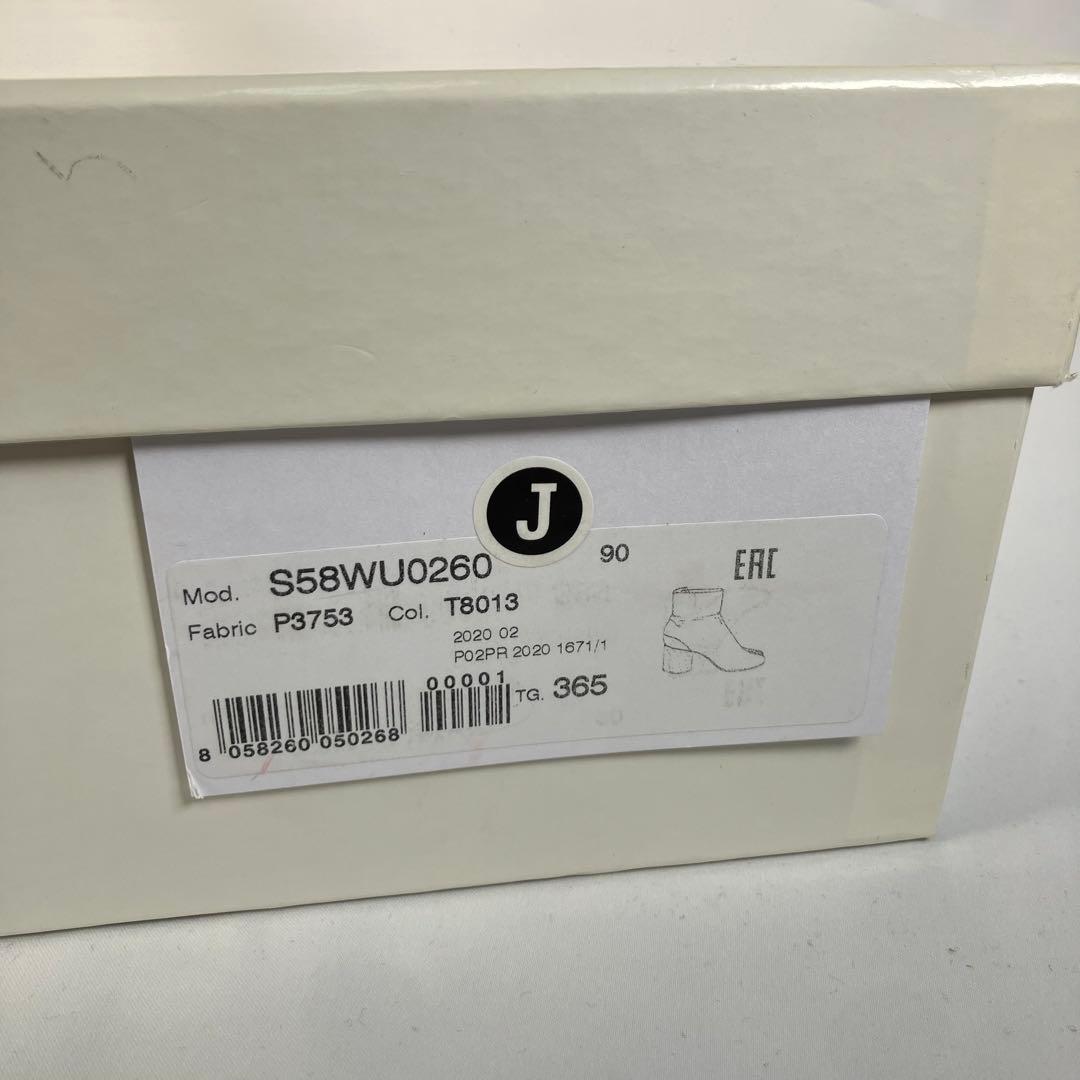 J
Mod. S58WU0260 90 EAC
Fabric P3753 Col. T8013
2020 02
P02PR 2020 1671/1
00001 TG. 365
8 058260 050268